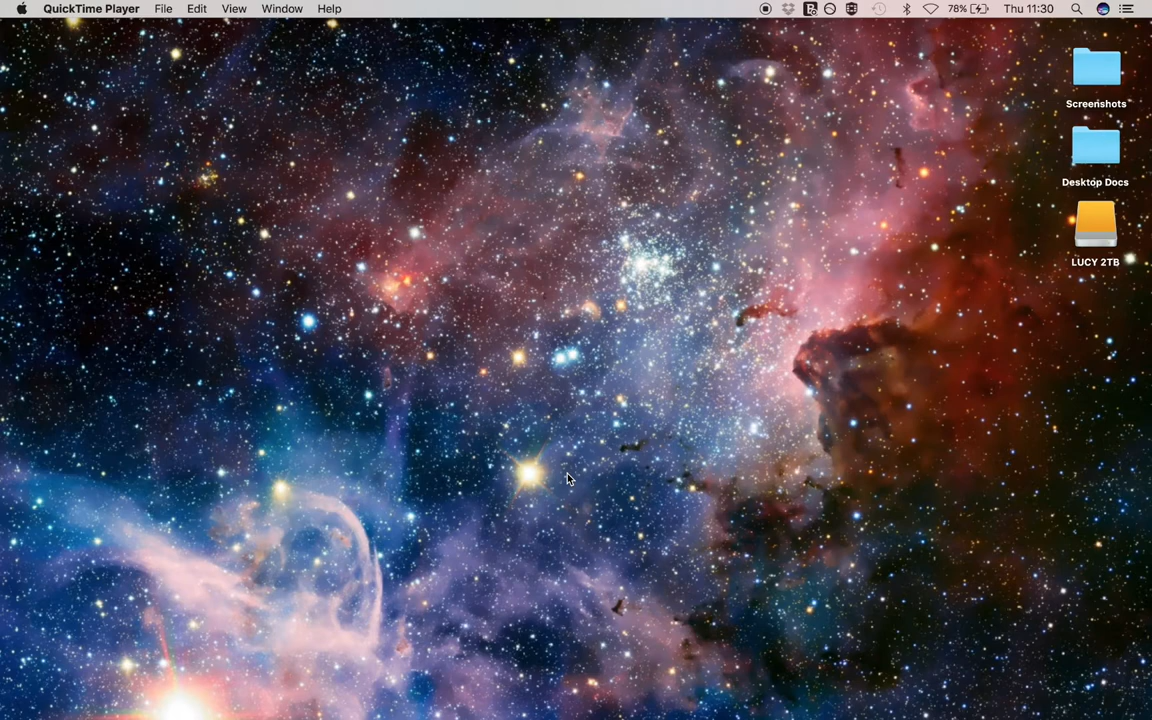 QuickTime Player File Edit View Window Help 78% Thu 11:30
Screenshots
Desktop Docs
LUCY 2TB